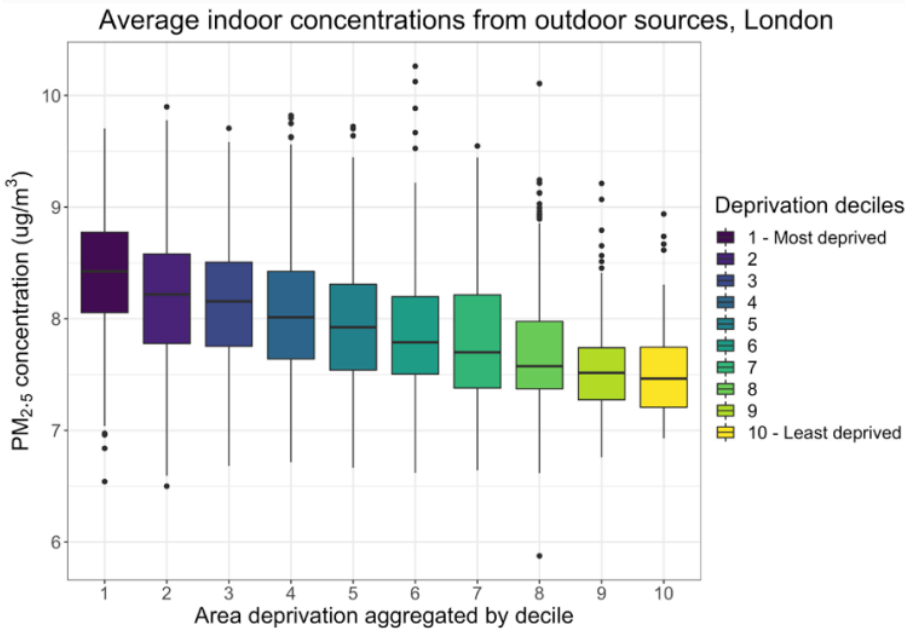 Average indoor concentrations from outdoor sources, London
PM2.5 concentration (ug/m3)
10
9
8
7
6
1 2 3 4 5 6 7 8 9 10
Area deprivation aggregated by decile
Deprivation deciles
1 - Most deprived
2
3
4
5
6
7
8
9
10 - Least deprived